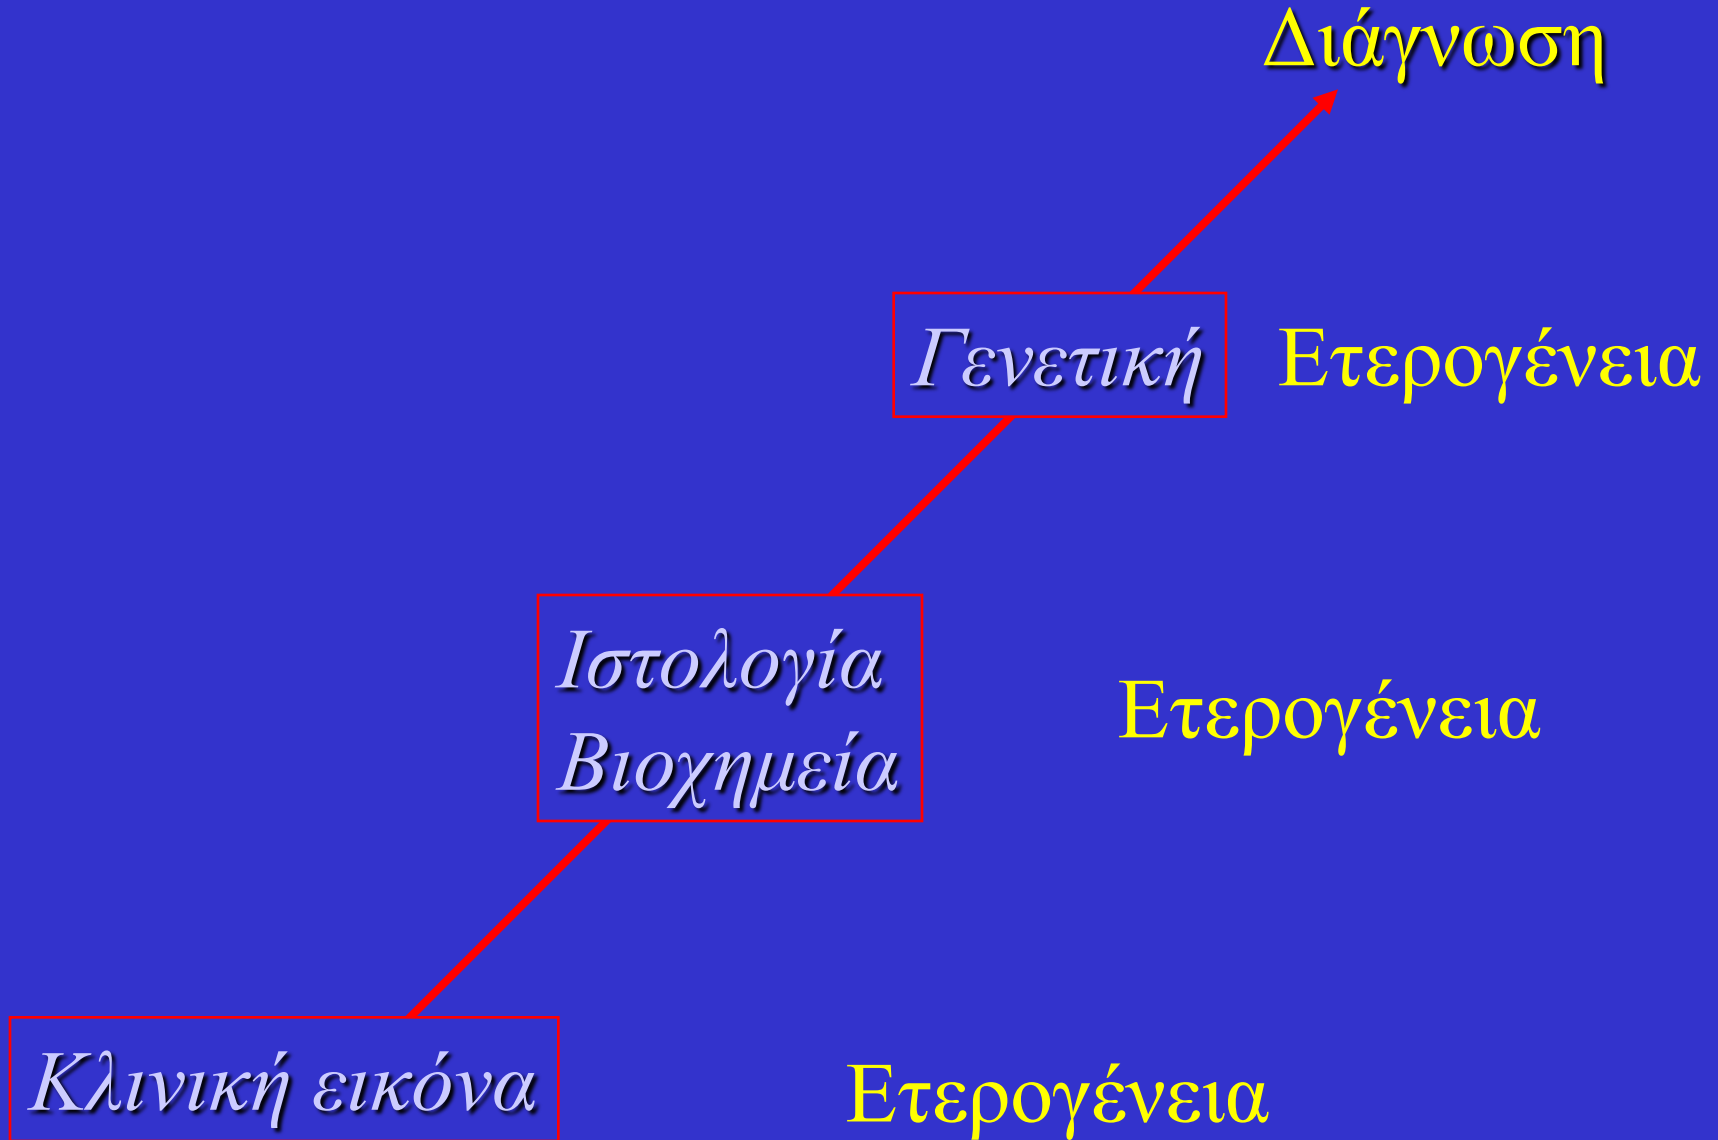 Διάγνωση
Γενετική
Ετερογένεια
Ιστολογία
Βιοχημεία
Ετερογένεια
Κλινική εικόνα
Ετερογένεια